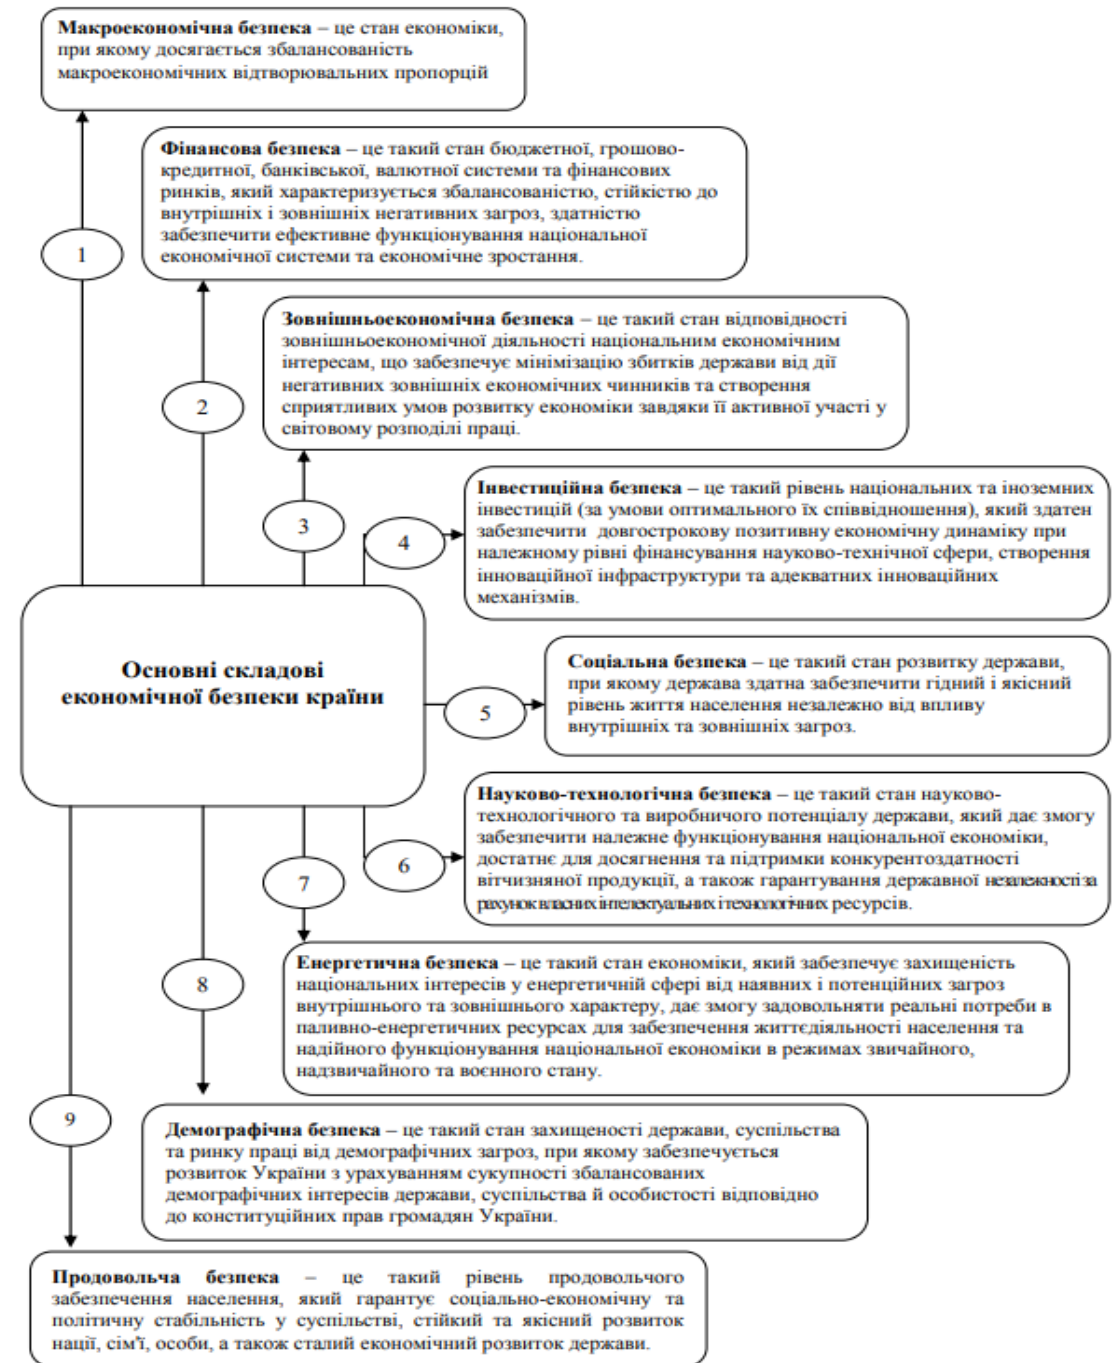 Макроекономічна безпека – це стан економіки,
при якому досягається збалансованість
макроекономічних відтворювальних пропорцій
Фінансова безпека – це такий стан бюджетної, грошово-
кредитної, банківської, валютної системи та фінансових
ринків, який характеризується збалансованістю, стійкістю до
внутрішніх і зовнішніх негативних загроз, здатністю
забезпечити ефективне функціонування національної
економічної системи та економічне зростання.
1
Зовнішньоекономічна безпека – це такий стан відповідності
зовнішньоекономічної діяльності національним економічним
інтересам, що забезпечує мінімізацію збитків держави від дії
негативних зовнішніх економічних чинників та створення
сприятливих умов розвитку економіки завдяки її активної участі у
світовому розподілі праці.
2
Інвестиційна безпека – це такий рівень національних та іноземних
інвестицій (за умови оптимального їх співвідношення), який здатен
забезпечити довгострокову позитивну економічну динаміку при
належному рівні фінансування науково-технічної сфери, створення
інноваційної інфраструктури та адекватних інноваційних
механізмів.
3
4
Основні складові
економічної безпеки країни
Соціальна безпека – це такий стан розвитку держави,
при якому держава здатна забезпечити гідний і якісний
рівень життя населення незалежно від впливу
внутрішніх та зовнішніх загроз.
5
Науково-технологічна безпека – це такий стан науково-
технологічного та виробничого потенціалу держави, який дає змогу
забезпечити належне функціонування національної економіки,
достатнє для досягнення та підтримки конкурентоздатності
вітчизняної продукції, а також гарантування державної незалежності за
рахунок власних інтелектуальних і технологічних ресурсів.
6
7
Енергетична безпека – це такий стан економіки, який забезпечує захищеність
національних інтересів у енергетичній сфері від наявних і потенційних загроз
внутрішнього та зовнішнього характеру, дає змогу задовольняти реальні потреби в
паливно-енергетичних ресурсах для забезпечення життєдіяльності населення та
надійного функціонування національної економіки в режимах звичайного,
надзвичайного та воєнного стану.
8
9
Демографічна безпека – це такий стан захищеності держави, суспільства
та ринку праці від демографічних загроз, при якому забезпечується
розвиток України з урахуванням сукупності збалансованих
демографічних інтересів держави, суспільства й особистості відповідно
до конституційних прав громадян України.
Продовольча безпека – це такий рівень продовольчого
забезпечення населення, який гарантує соціально-економічну та
політичну стабільність у суспільстві, стійкий та якісний розвиток
нації, сім'ї, особи, а також сталий економічний розвиток держави.